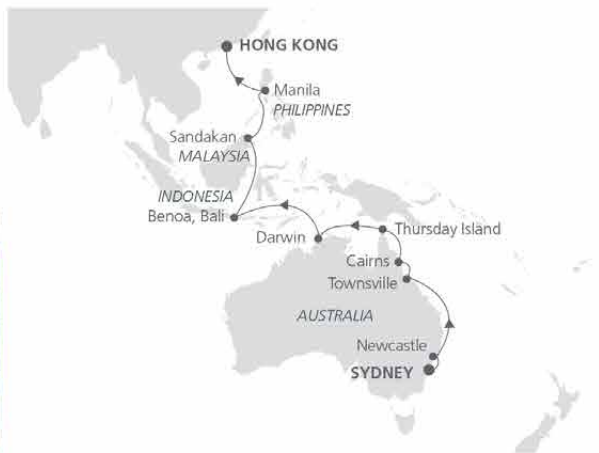 HONG KONG
Manila
PHILIPPINES
Sandakan
MALAYSIA
INDONESIA
Benoa, Bali
Darwin
Thursday Island
Cairns
Townsville
AUSTRALIA
Newcastle
SYDNEY